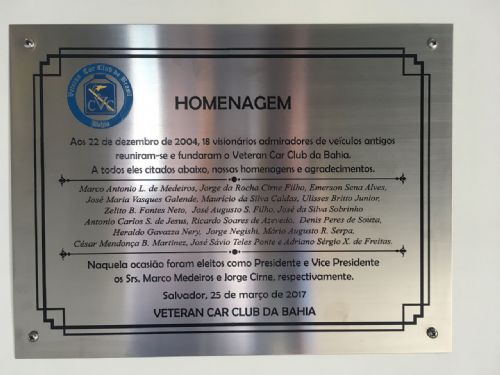 Veteran Car Club do Brasil
CVC
Bahia
HOMENAGEM
Aos 22 de dezembro de 2004, 18 visionários admiradores de veículos antigos
reuniram-se e fundaram o Veteran Car Club da Bahia.
A todos eles citados abaixo, nossas homenagens e agradecimentos.
Marco Antonio L. de Medeiros, Jorge da Rocha Cirne Filho, Emerson Sena Alves,
José Maria Vasques Galende, Maurício da Silva Caldas, Ulisses Britto Junior,
Zelito B. Fontes Neto, José Augusto S. Filho, José da Silva Sobrinho
Antonio Carlos S. de Jesus, Ricardo Soares de Azevedo, Denis Peres de Souza,
Heraldo Gavazza Nery, Jorge Negishi, Mário Augusto R. Serpa,
César Mendonça B. Martinez, José Sávio Teles Ponte e Adriano Sérgio X. de Freitas.
Naquela ocasião foram eleitos como Presidente e Vice Presidente
os Srs. Marco Medeiros e Jorge Cirne, respectivamente.
Salvador, 25 de março de 2017
VETERAN CAR CLUB DA BAHIA